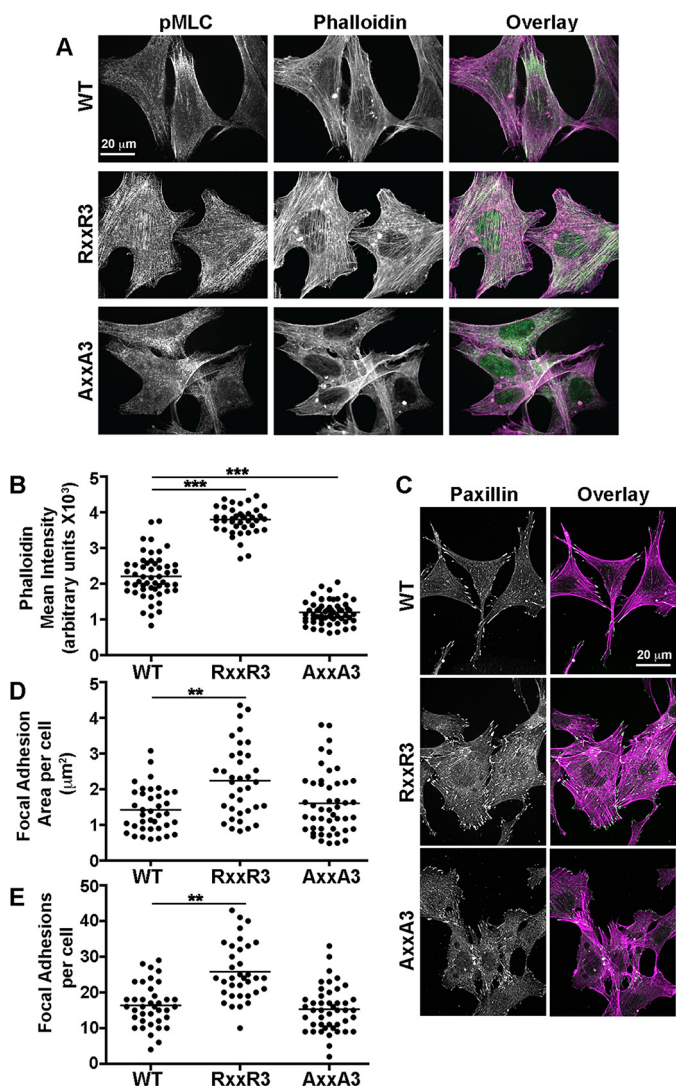 A
pMLC
Phalloidin
Overlay
WT
20 µm
RxxR3
AxxA3
B
Phalloidin
Mean Intensity
(arbitrary units X10³)
5
4
3
2
1
0
***
***
WT
RxxR3
AxxA3
C
Paxillin
Overlay
WT
20 µm
RxxR3
AxxA3
D
Focal Adhesion
Area per cell
(µm²)
5
4
3
2
1
0
**
WT
RxxR3
AxxA3
E
Focal Adhesions
per cell
50
40
30
20
10
0
**
WT
RxxR3
AxxA3